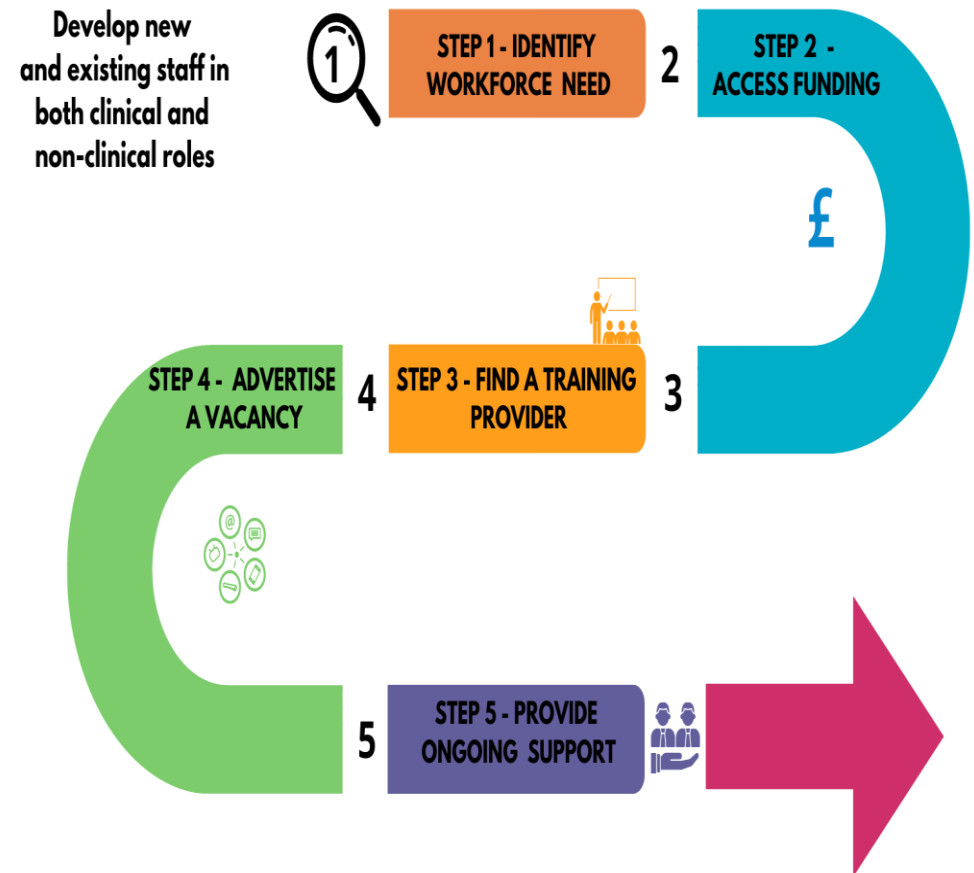 Develop new
and existing staff in
both clinical and
non-clinical roles
1
STEP 1 - IDENTIFY
WORKFORCE NEED
2
STEP 2 -
ACCESS FUNDING
£
3
STEP 3 - FIND A TRAINING
PROVIDER
4
STEP 4 - ADVERTISE
A VACANCY
@
5
STEP 5 - PROVIDE
ONGOING SUPPORT